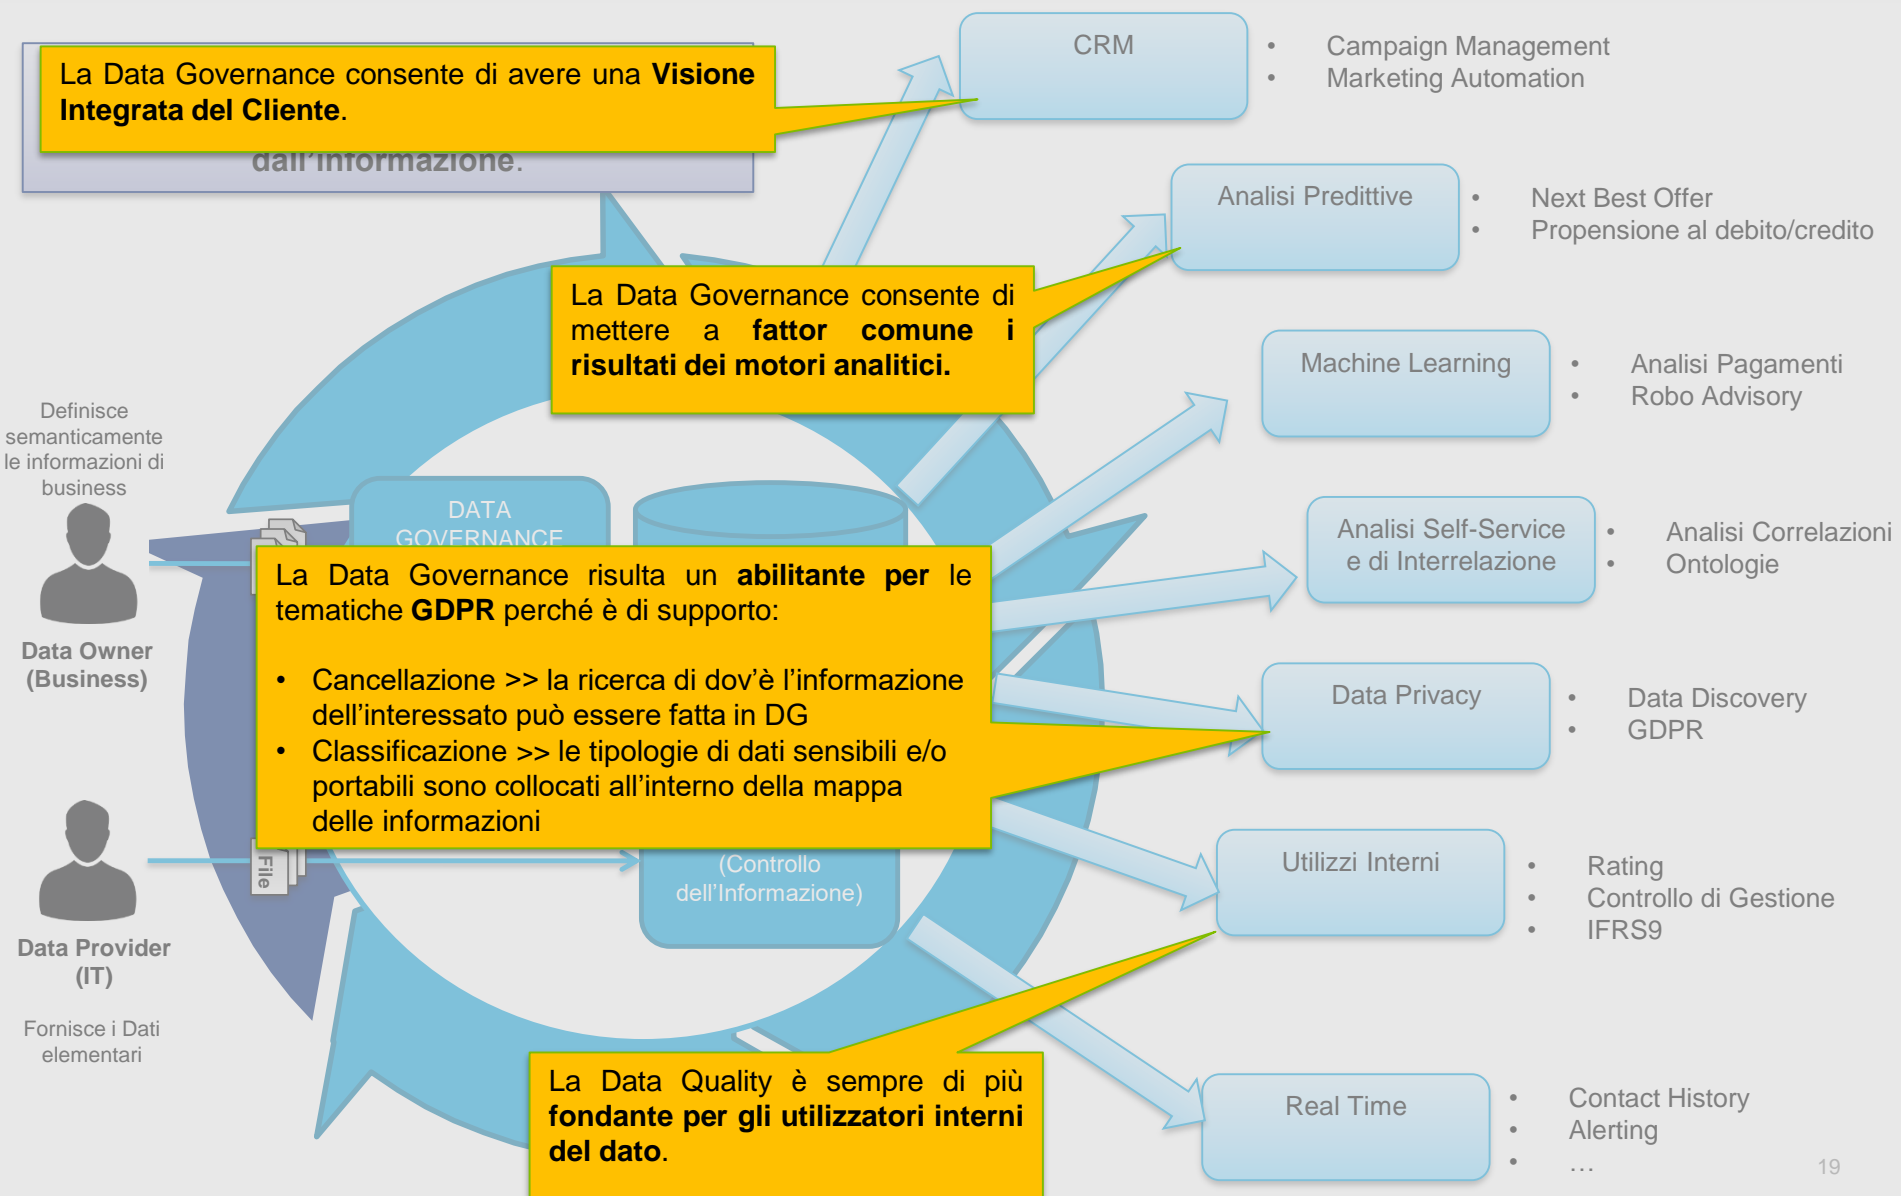 La Data Governance consente di avere una Visione
Integrata del Cliente.
dall'informazione.
CRM
• Campaign Management
• Marketing Automation
Analisi Predittive
• Next Best Offer
• Propensione al debito/credito
La Data Governance consente di
mettere a fattor comune i
risultati dei motori analitici.
Machine Learning
• Analisi Pagamenti
• Robo Advisory
Definisce
semanticamente
le informazioni di
business
Data Owner
(Business)
DATA
GOVERNANCE
Analisi Self-Service
e di Interrelazione
• Analisi Correlazioni
• Ontologie
La Data Governance risulta un abilitante per le
tematiche GDPR perché è di supporto:
• Cancellazione >> la ricerca di dov'è l'informazione
dell'interessato può essere fatta in DG
• Classificazione >> le tipologie di dati sensibili e/o
portabili sono collocati all'interno della mappa
delle informazioni
Data Privacy
• Data Discovery
• GDPR
File
(Controllo
dell'Informazione)
Data Provider
(IT)
Fornisce i Dati
elementari
Utilizzi Interni
• Rating
• Controllo di Gestione
• IFRS9
La Data Quality è sempre di più
fondante per gli utilizzatori interni
del dato.
Real Time
• Contact History
• Alerting
• …
19